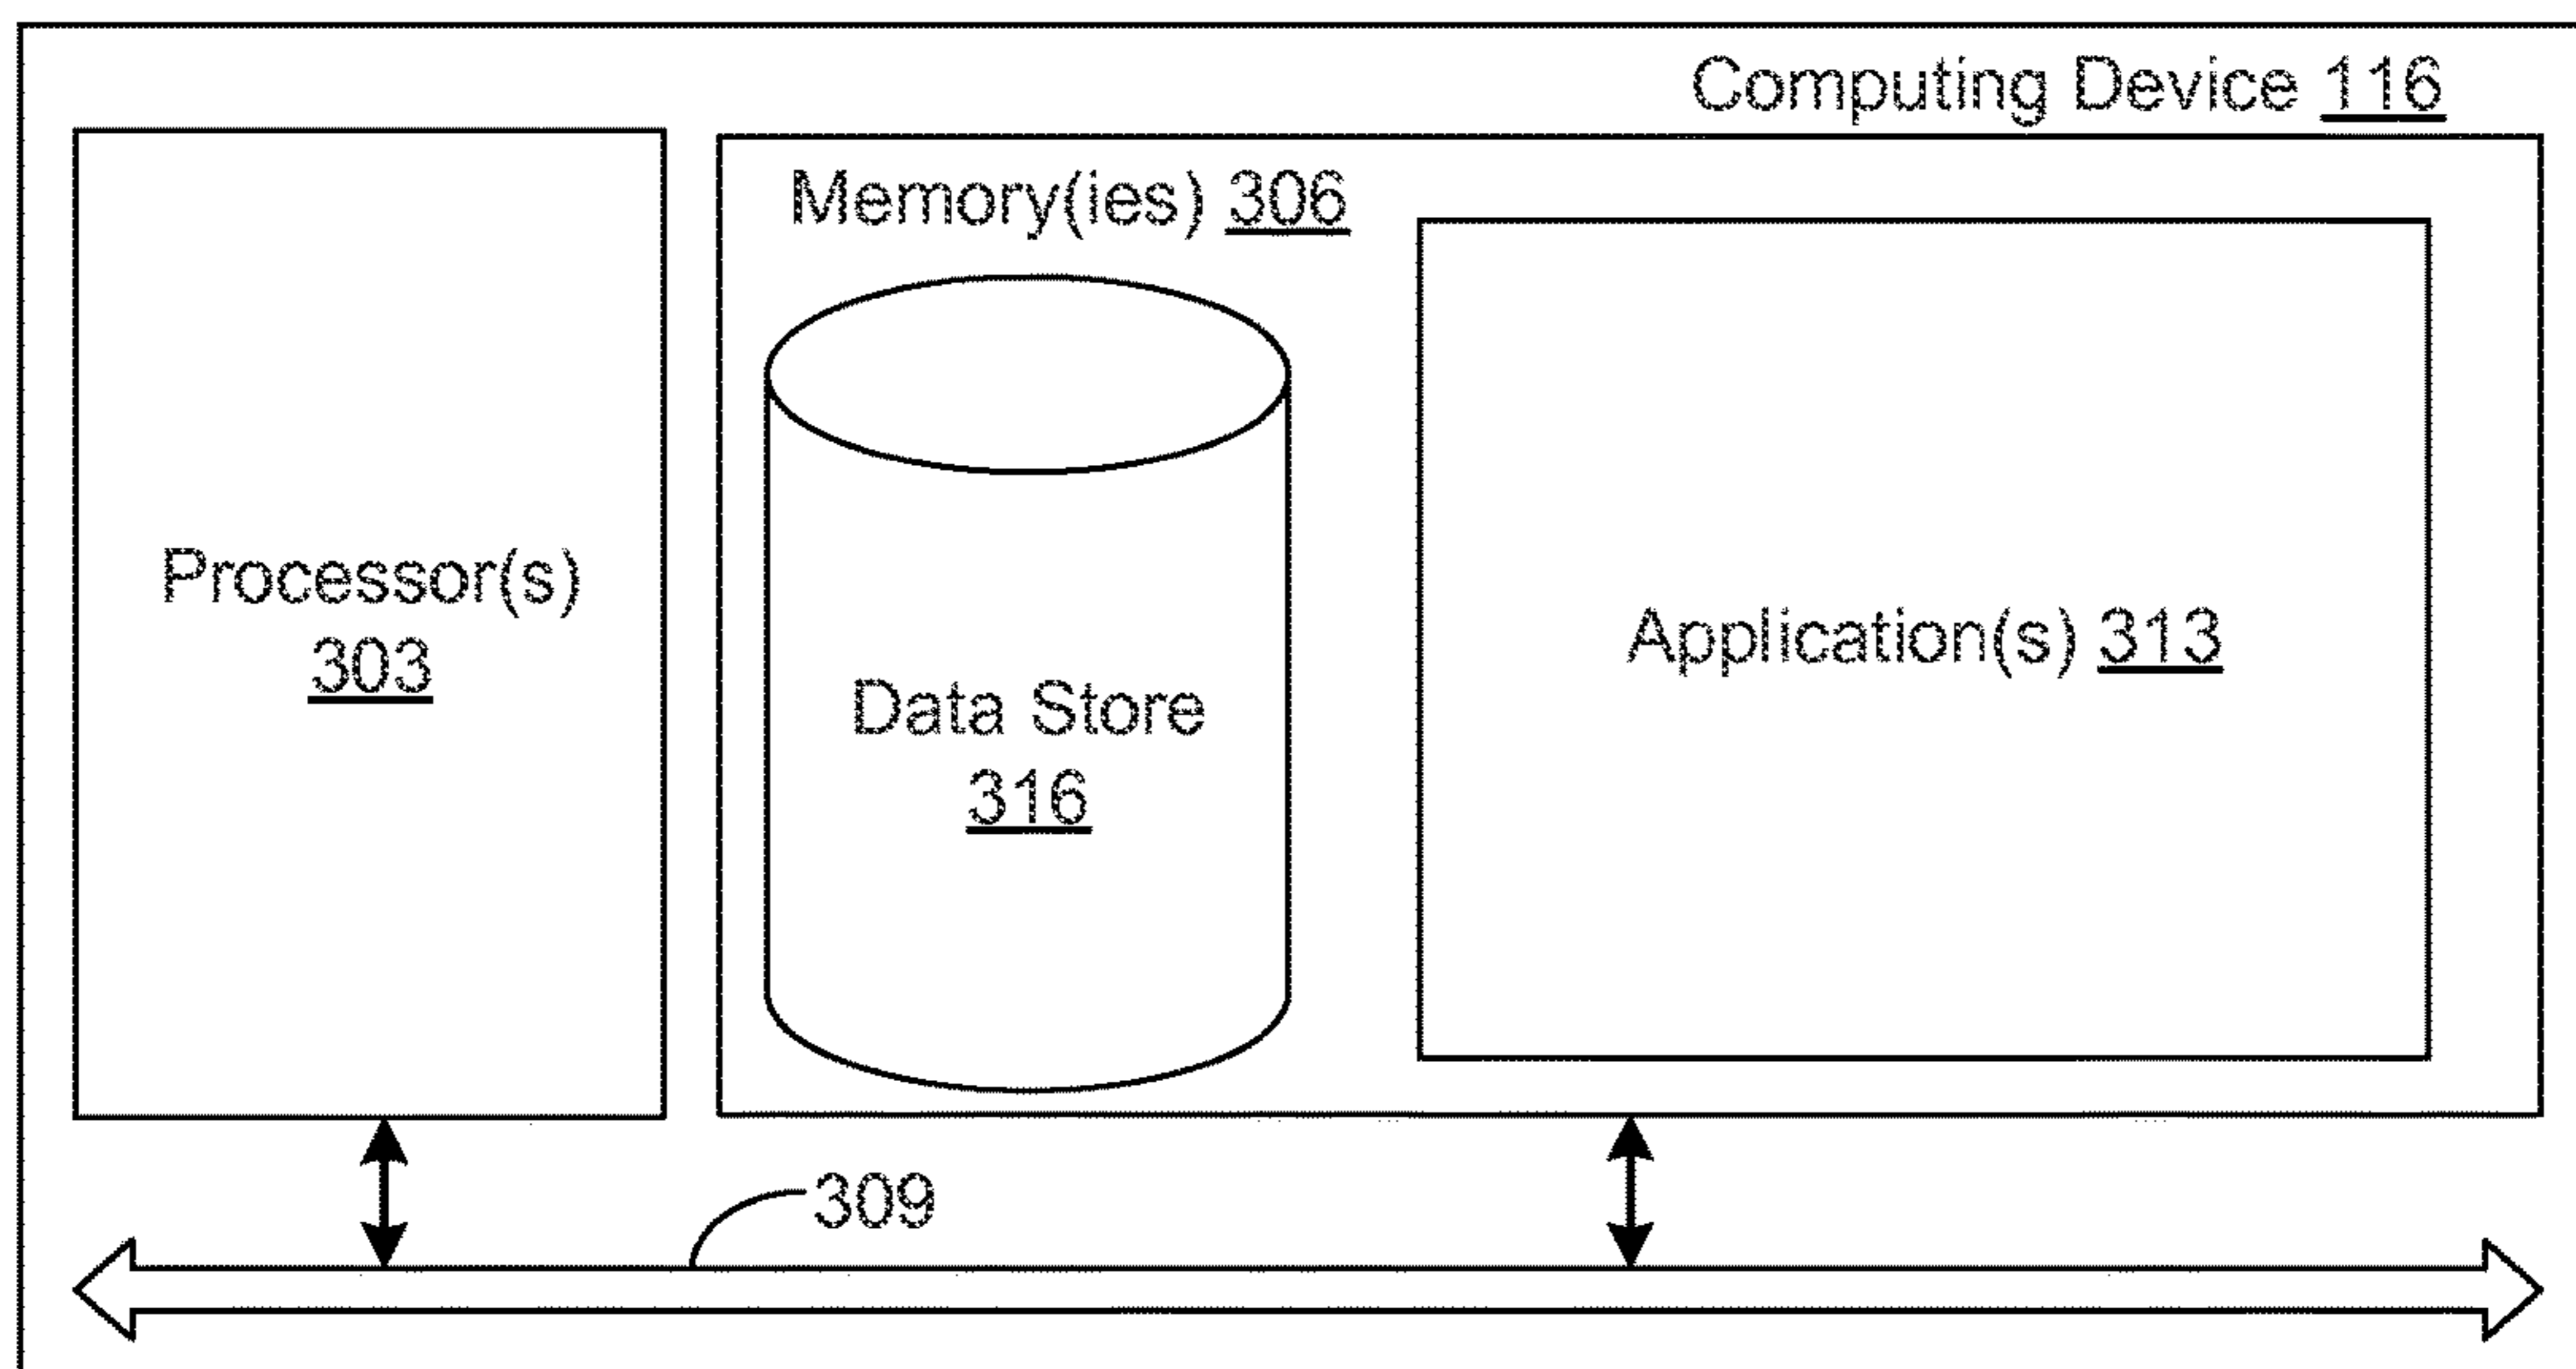 Computing Device 116
Memory(ies) 306
Processor(s)
303
Data Store
316
Application(s) 313
309